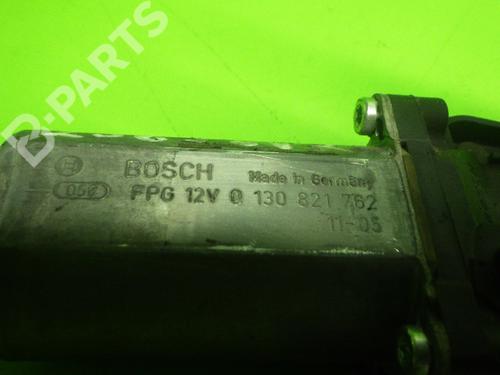 B-PARTS
BOSCH Made in Germany
FPG 12V 0 130 821 762
11-05